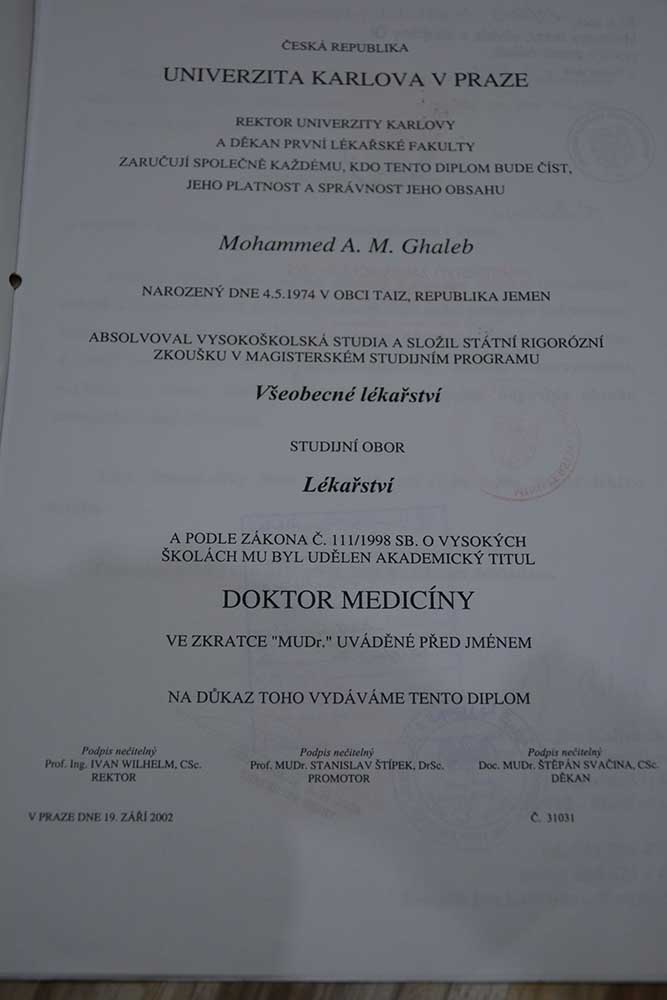 ČESKÁ REPUBLIKA
UNIVERZITA KARLOVA V PRAZE
REKTOR UNIVERZITY KARLOVY
A DĚKAN PRVNÍ LÉKAŘSKÉ FAKULTY
ZARUČUJÍ SPOLEČNĚ KAŽDÉMU, KDO TENTO DIPLOM BUDE ČÍST,
JEHO PLATNOST A SPRÁVNOST JEHO OBSAHU
Mohammed A. M. Ghaleb
NAROZENÝ DNE 4.5.1974 V OBCI TAIZ, REPUBLIKA JEMEN
ABSOLVOVAL VYSOKOŠKOLSKÁ STUDIA A SLOŽIL STÁTNÍ RIGORÓZNÍ
ZKOUŠKU V MAGISTERSKÉM STUDIJNÍM PROGRAMU
Všeobecné lékařství
STUDIJNÍ OBOR
Lékařství
A PODLE ZÁKONA Č. 111/1998 SB. O VYSOKÝCH
ŠKOLÁCH MU BYL UDĚLEN AKADEMICKÝ TITUL
DOKTOR MEDICÍNY
VE ZKRATCE "MUDr." UVÁDĚNÉ PŘED JMÉNEM
NA DŮKAZ TOHO VYDÁVÁME TENTO DIPLOM
Podpis nečitelný Podpis nečitelný Podpis nečitelný
Prof. Ing. IVAN WILHELM, CSc. Prof. MUDr. STANISLAV ŠTÍPEK, DrSc. Doc. MUDr. ŠTĚPÁN SVAČINA, CSc.
REKTOR PROMOTOR DĚKAN
V PRAZE DNE 19. ZÁŘÍ 2002 Č. 31031